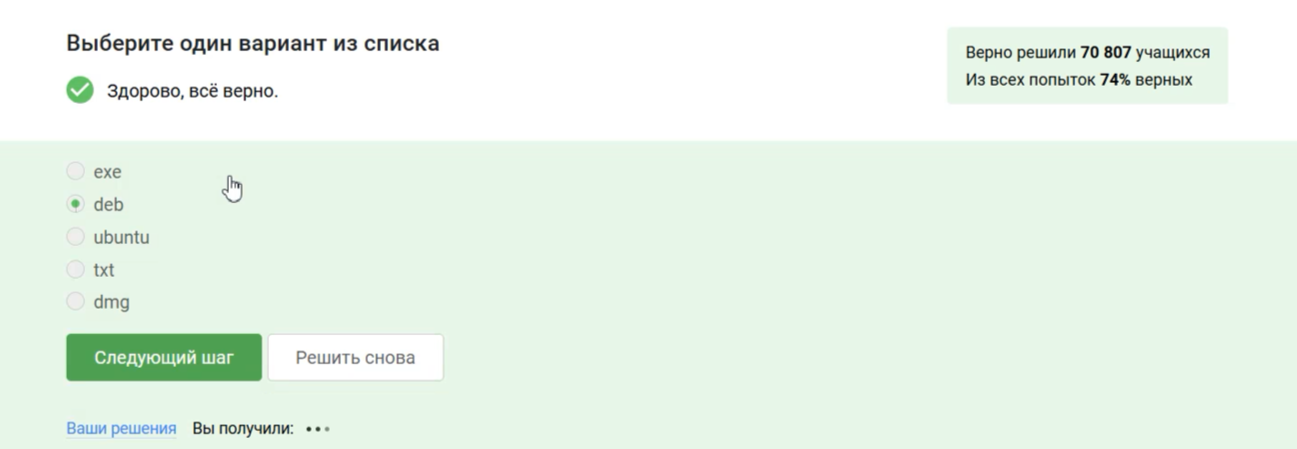 Выберите один вариант из списка
Здорово, всё верно.
Верно решили 70 807 учащихся
Из всех попыток 74% верных
exe
deb
ubuntu
txt
dmg
Следующий шаг
Решить снова
Ваши решения Вы получили: